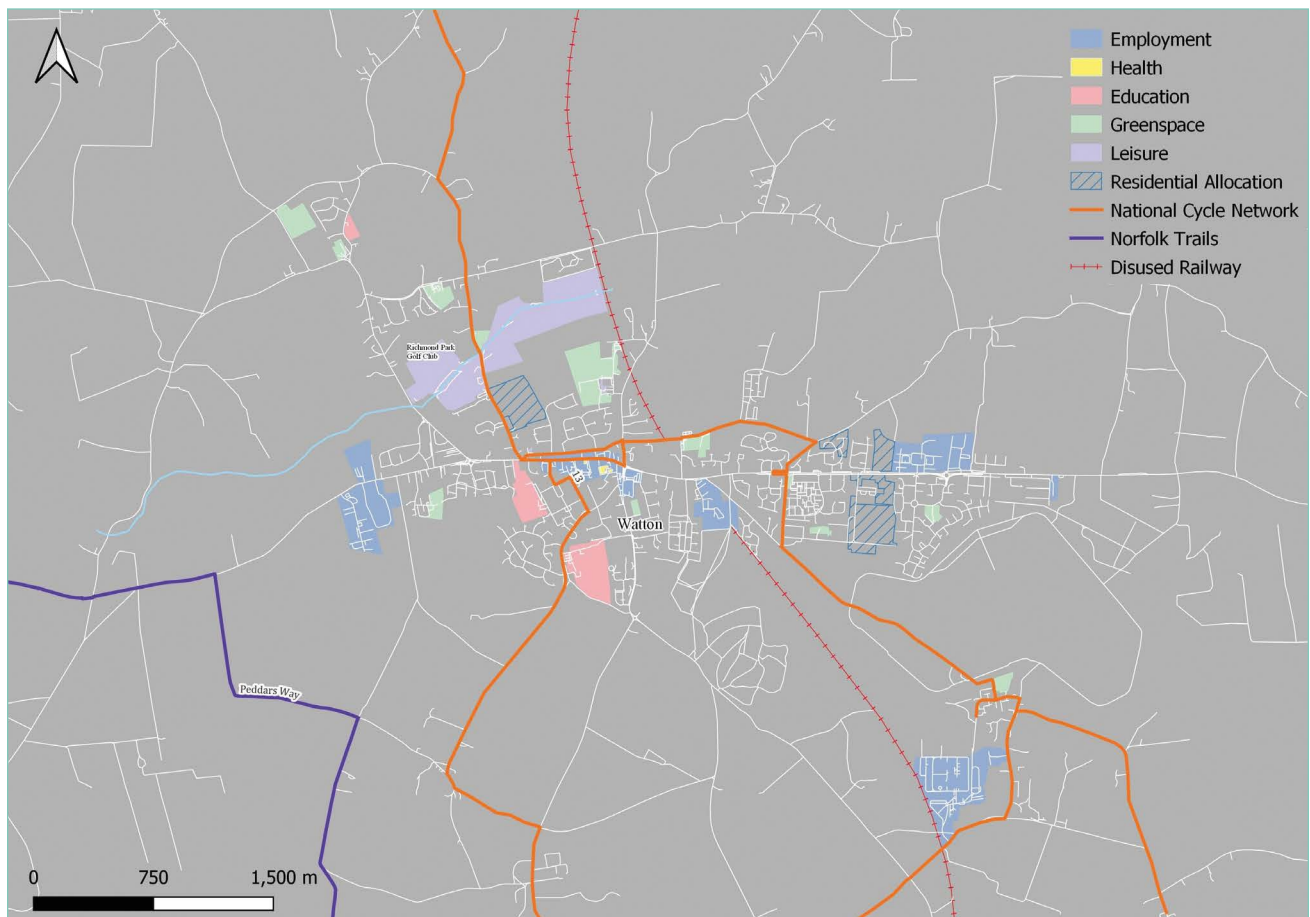 Employment
Health
Education
Greenspace
Leisure
Residential Allocation
National Cycle Network
Norfolk Trails
Disused Railway
Richmond Park
Golf Club
13
Watton
Peddars Way
0 750 1,500 m